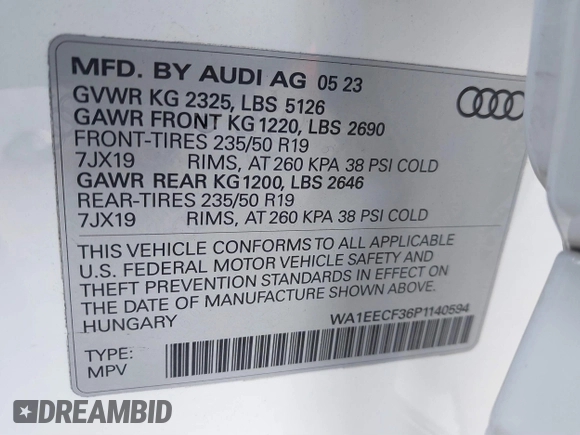 MFD. BY AUDI AG 05 23
GVWR KG 2325, LBS 5126
GAWR FRONT KG 1220, LBS 2690
FRONT-TIRES 235/50 R19
7JX19 RIMS, AT 260 KPA 38 PSI COLD
GAWR REAR KG 1200, LBS 2646
REAR-TIRES 235/50 R19
7JX19 RIMS, AT 260 KPA 38 PSI COLD
THIS VEHICLE CONFORMS TO ALL APPLICABLE
U.S. FEDERAL MOTOR VEHICLE SAFETY AND
THEFT PREVENTION STANDARDS IN EFFECT ON
THE DATE OF MANUFACTURE SHOWN ABOVE
HUNGARY
WA1EECF36P1140594
TYPE:
MPV
DREAMBID